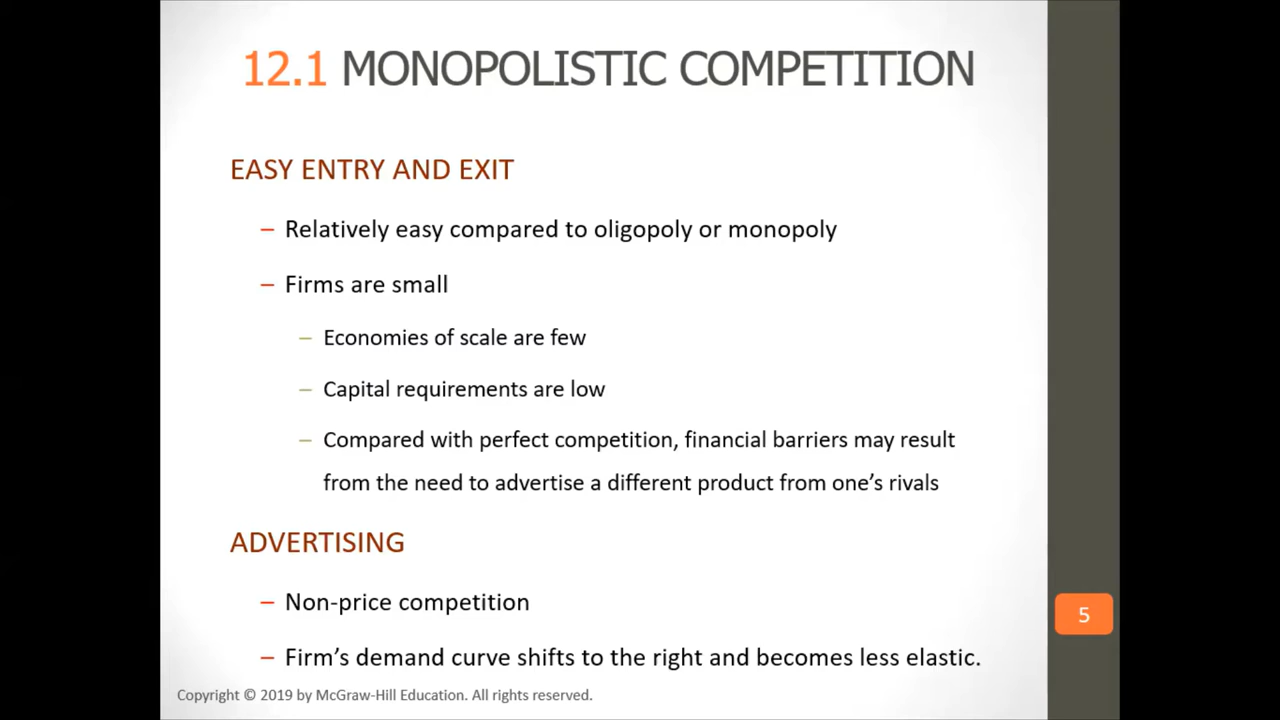 12.1 MONOPOLISTIC COMPETITION
EASY ENTRY AND EXIT
– Relatively easy compared to oligopoly or monopoly
– Firms are small
– Economies of scale are few
– Capital requirements are low
– Compared with perfect competition, financial barriers may result
from the need to advertise a different product from one’s rivals
ADVERTISING
– Non-price competition
– Firm’s demand curve shifts to the right and becomes less elastic.
5
Copyright © 2019 by McGraw-Hill Education. All rights reserved.